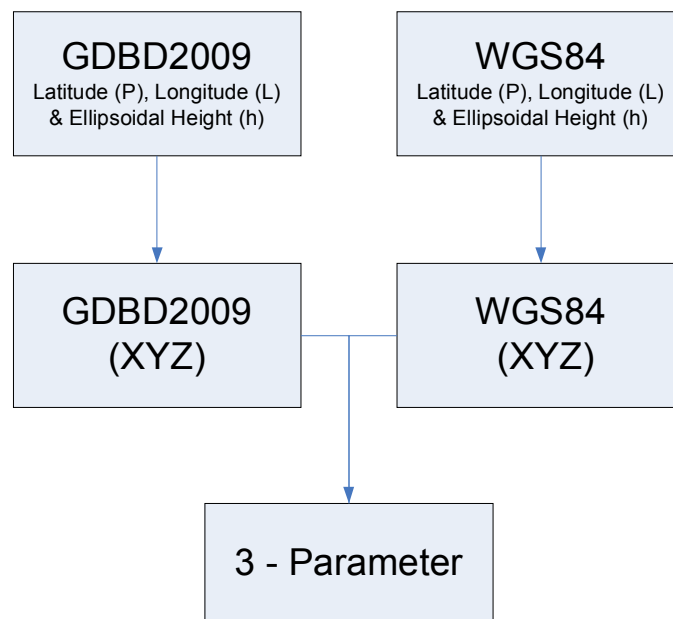 GDBD2009
Latitude (P), Longitude (L)
& Ellipsoidal Height (h)
WGS84
Latitude (P), Longitude (L)
& Ellipsoidal Height (h)
GDBD2009
(XYZ)
WGS84
(XYZ)
3 - Parameter